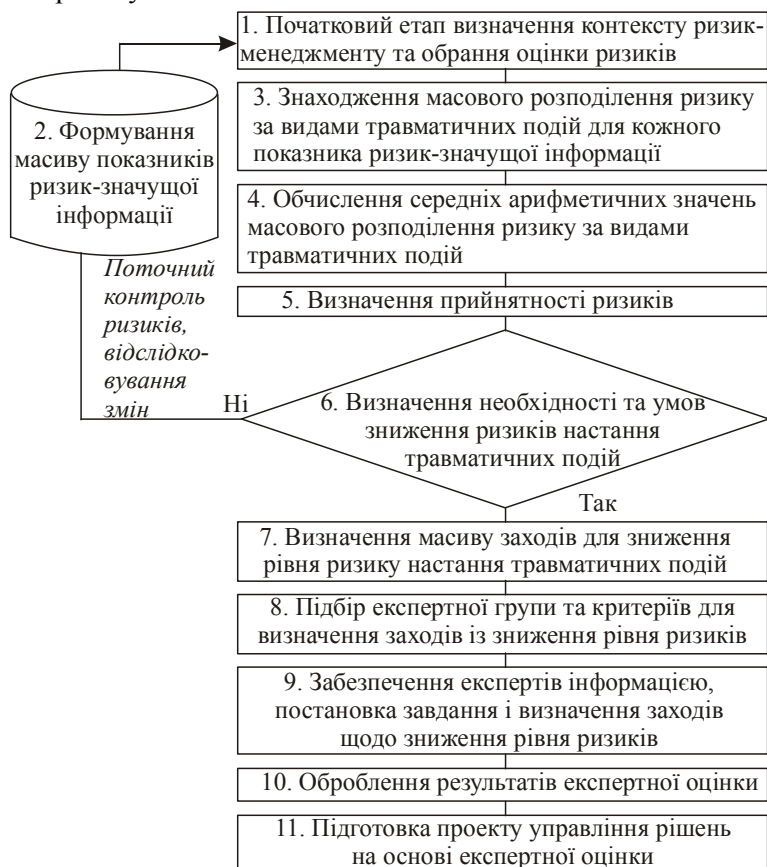 1. Початковий етап визначення контексту ризик-
менеджменту та обрання оцінки ризиків
2. Формування
масиву показників
ризик-значущої
інформації
3. Знаходження масового розподілення ризику
за видами травматичних подій для кожного
показника ризик-значущої інформації
4. Обчислення середніх арифметичних значень
масового розподілення ризику за видами
травматичних подій
Поточний
контроль
ризиків,
відслідко-
вування
змін
5. Визначення прийнятності ризиків
Ні
6. Визначення необхідності та умов
зниження ризиків настання
травматичних подій
Так
7. Визначення масиву заходів для зниження
рівня ризику настання травматичних подій
8. Підбір експертної групи та критеріїв для
визначення заходів із зниження рівня ризиків
9. Забезпечення експертів інформацією,
постановка завдання і визначення заходів
щодо зниження рівня ризиків
10. Оброблення результатів експертної оцінки
11. Підготовка проекту управління рішень
на основі експертної оцінки